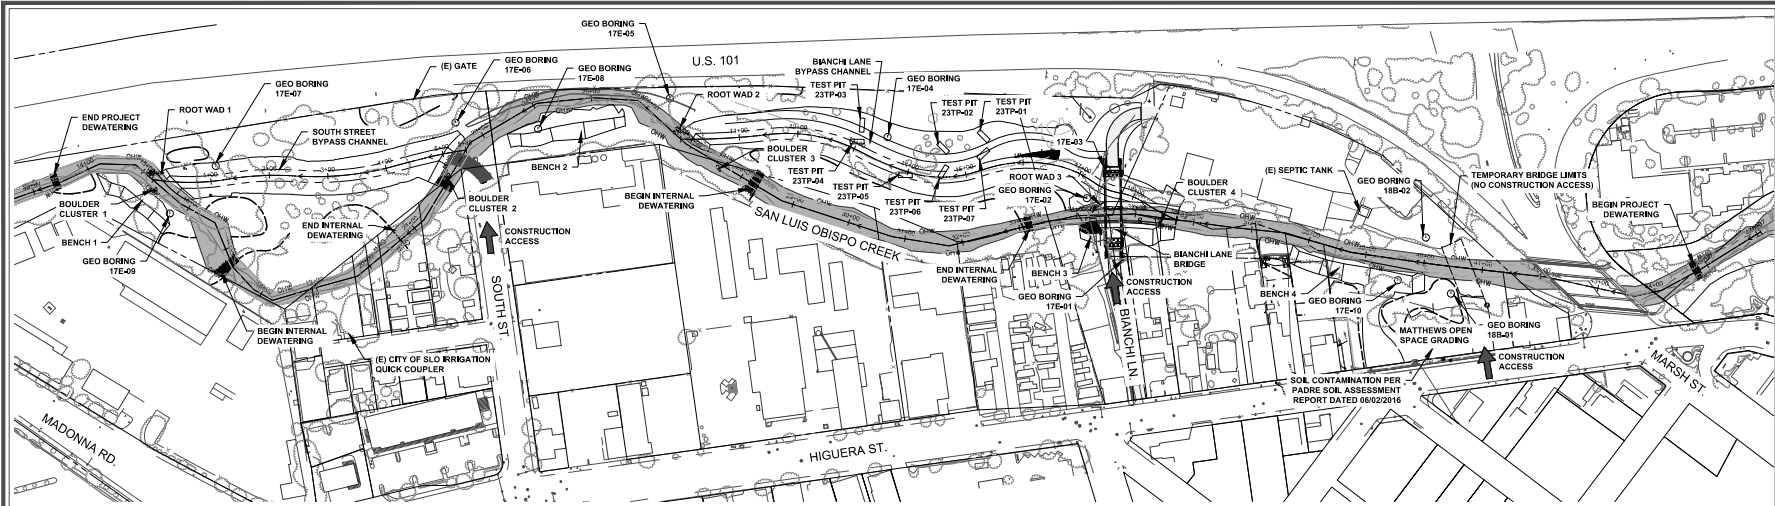 GEO BORING
17E-05
U.S. 101
(E) GATE
GEO BORING
17E-06
GEO BORING
17E-08
BIANCHI LANE
BYPASS CHANNEL
GEO BORING
17E-04
GEO BORING
17E-07
ROOT WAD 1
ROOT WAD 2
TEST PIT
23TP-03
TEST PIT
23TP-02
TEST PIT
23TP-01
END PROJECT
DEWATERING
SOUTH STREET
BYPASS CHANNEL
BENCH 2
BOULDER
CLUSTER 3
TEST PIT
23TP-04
TEST PIT
23TP-05
TEST PIT
23TP-06
TEST PIT
23TP-07
17E-03
ROOT WAD 3
GEO BORING
17E-02
BOULDER
CLUSTER 4
(E) SEPTIC TANK
GEO BORING
18B-02
TEMPORARY BRIDGE LIMITS
(NO CONSTRUCTION ACCESS)
BEGIN PROJECT
DEWATERING
BOULDER
CLUSTER 1
BENCH 1
GEO BORING
17E-09
END INTERNAL
DEWATERING
BOULDER
CLUSTER 2
CONSTRUCTION
ACCESS
BEGIN INTERNAL
DEWATERING
SAN LUIS OBISPO CREEK
END INTERNAL
DEWATERING
BENCH 3
GEO BORING
17E-01
BIANCHI LANE
BRIDGE
CONSTRUCTION
ACCESS
BENCH 4
GEO BORING
17E-10
MATTHEWS OPEN
SPACE GRADING
GEO BORING
18B-01
CONSTRUCTION
ACCESS
SOIL CONTAMINATION PER
PADRE SOIL ASSESSMENT
REPORT DATED 06/02/2016
BEGIN INTERNAL
DEWATERING
(E) CITY OF SLO IRRIGATION
QUICK COUPLER
SOUTH ST.
BIANCHI LN.
MARSH ST.
MADONNA RD.
HIGUERA ST.